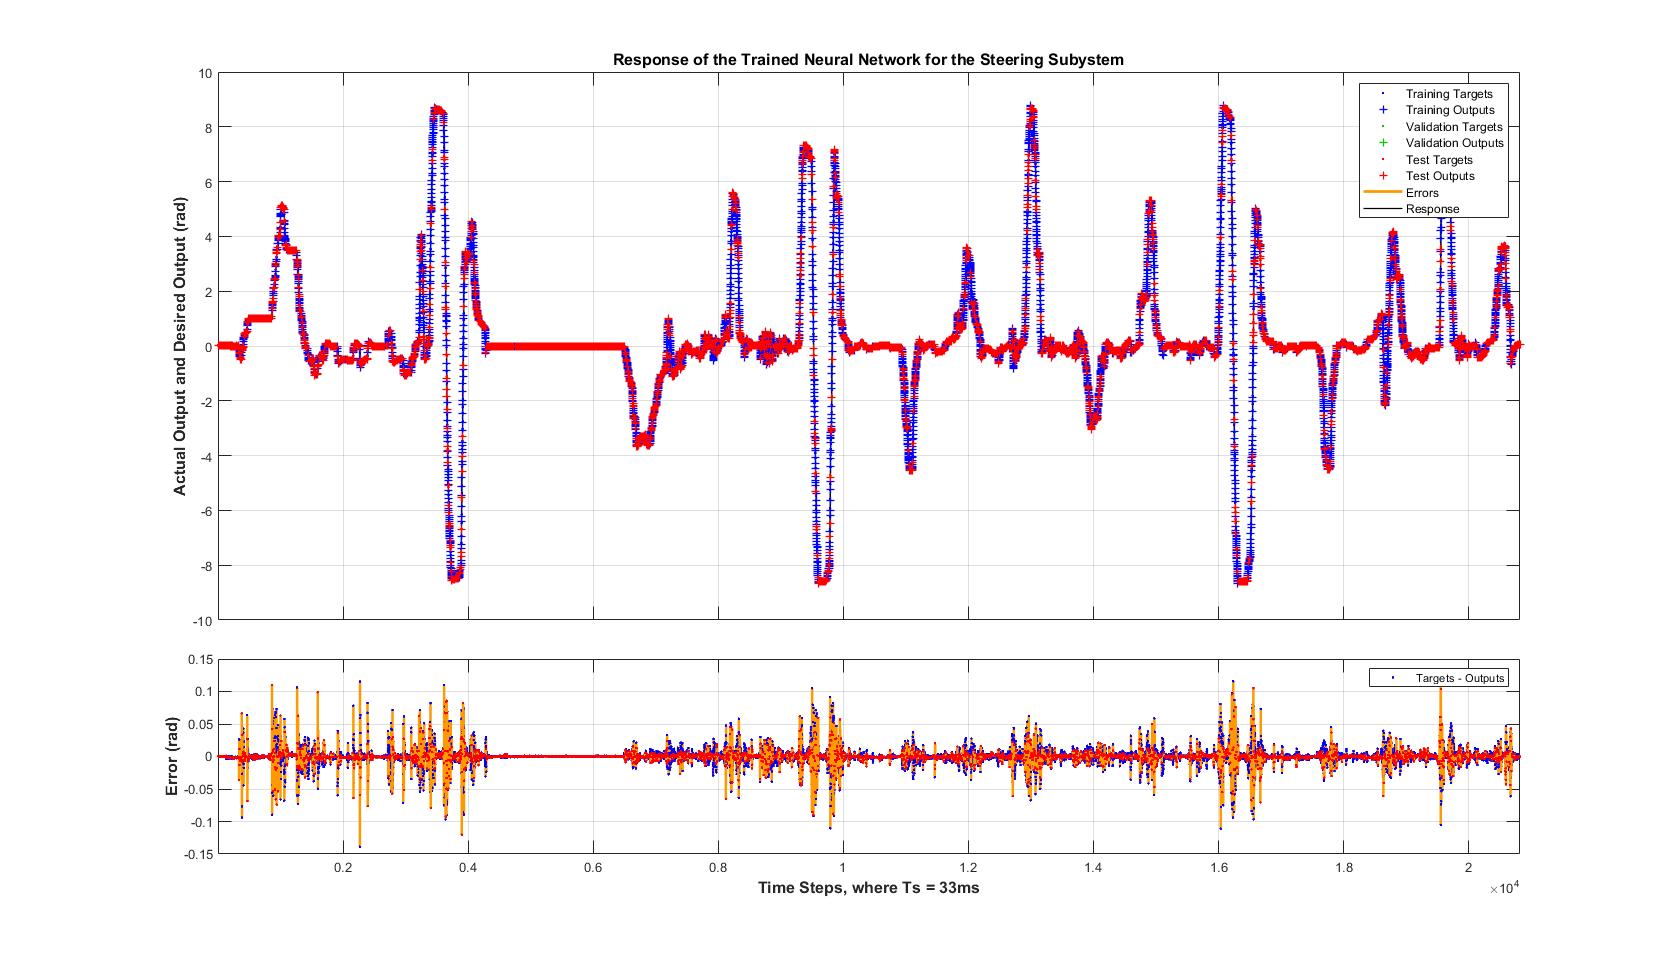 Response of the Trained Neural Network for the Steering Subystem
10
8
6
4
2
0
-2
-4
-6
-8
-10
Actual Output and Desired Output (rad)
Training Targets
Training Outputs
Validation Targets
Validation Outputs
Test Targets
Test Outputs
Errors
Response
0.15
0.1
0.05
0
-0.05
-0.1
-0.15
Error (rad)
Targets - Outputs
0.2 0.4 0.6 0.8 1 1.2 1.4 1.6 1.8 2
×10⁴
Time Steps, where Ts = 33ms